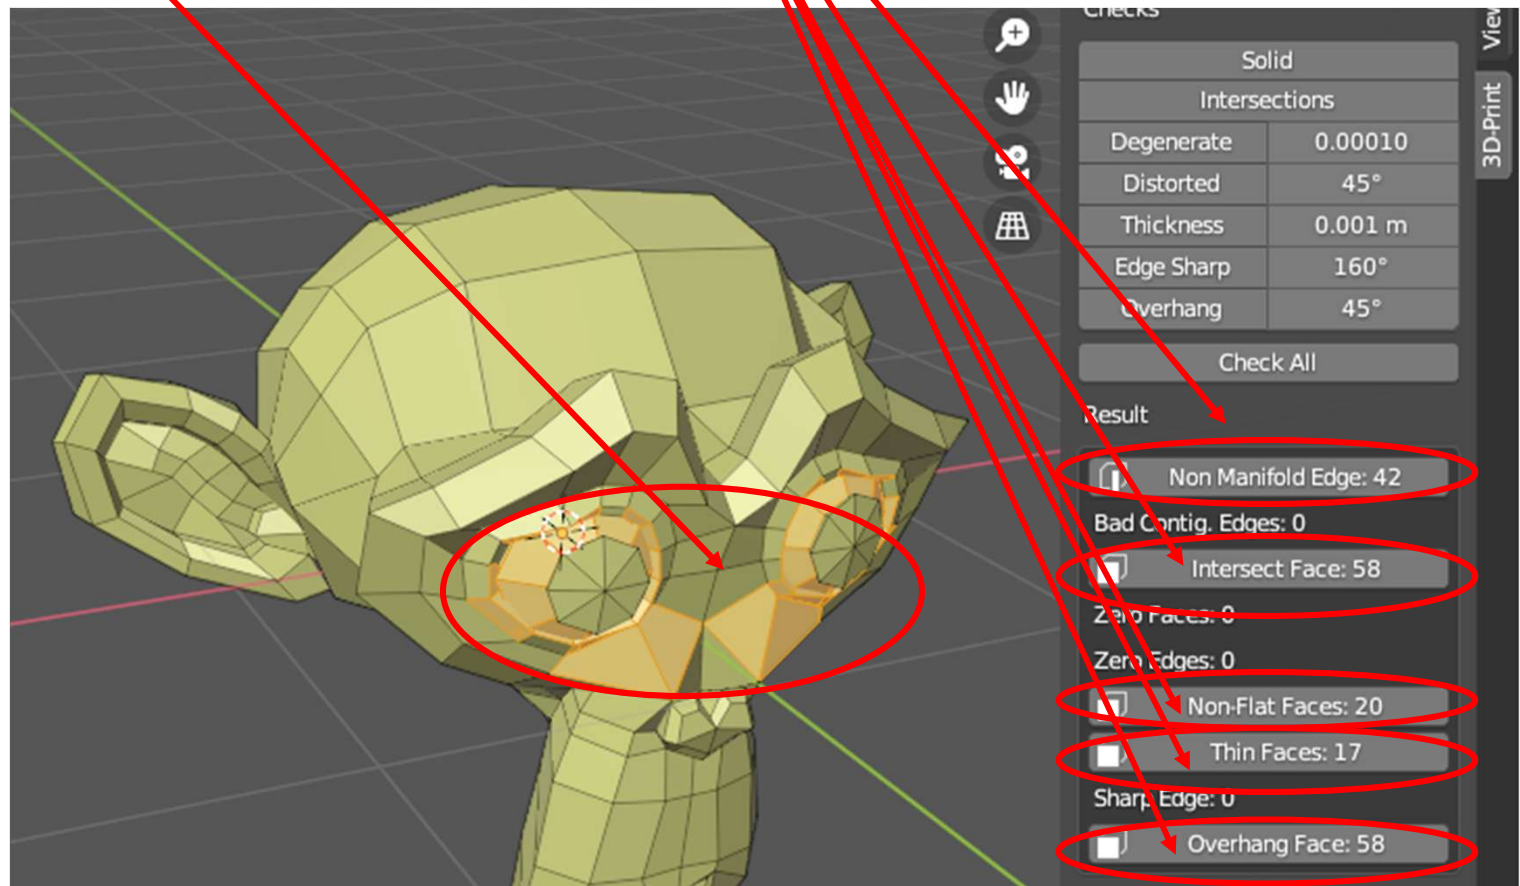 Checks
View
Solid
Intersections
3D-Print
Degenerate 0.00010
Distorted 45°
Thickness 0.001 m
Edge Sharp 160°
Overhang 45°
Check All
Result
Non Manifold Edge: 42
Bad Contig. Edges: 0
Intersect Face: 58
Zero Faces: 0
Zero Edges: 0
Non-Flat Faces: 20
Thin Faces: 17
Sharp Edge: 0
Overhang Face: 58